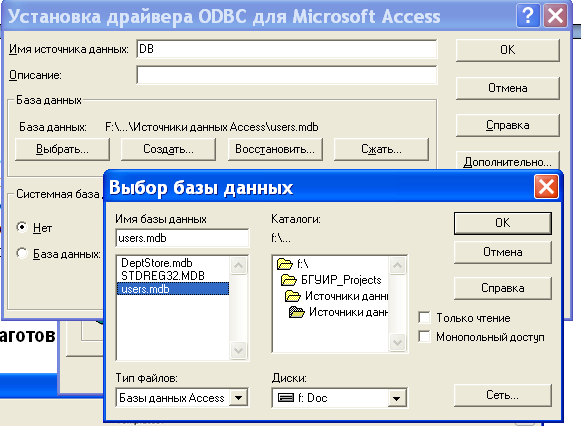 Установка драйвера ODBC для Microsoft Access
Имя источника данных: DB
OK
Описание:
Отмена
База данных
База данных: F:\...\Источники данных Access\users.mdb
Справка
Выбрать... Создать... Восстановить... Сжать...
Дополнительно...
Системная база д
Нет
База данных:
аготов
Выбор базы данных
Имя базы данных
users.mdb
DeptStore.mdb
STDREG32.MDB
users.mdb
Тип файлов:
Базы данных Access
Каталоги:
f:\...
f:\
БГУИР_Projects
Источники данн
Источники данн
Диски:
f: Doc
OK
Отмена
Справка
Только чтение
Монопольный доступ
Сеть...